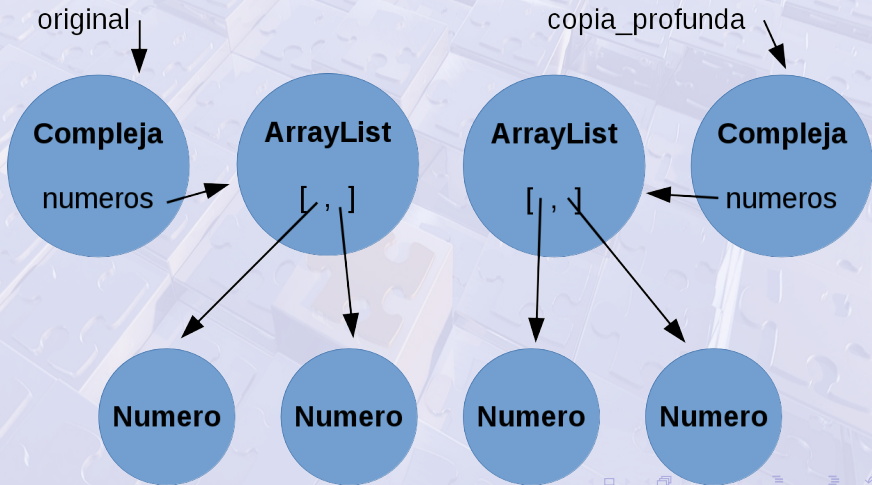 original
copia_profunda
Compleja
ArrayList
ArrayList
Compleja
numeros
[ , ]
[ , ]
numeros
Numero
Numero
Numero
Numero